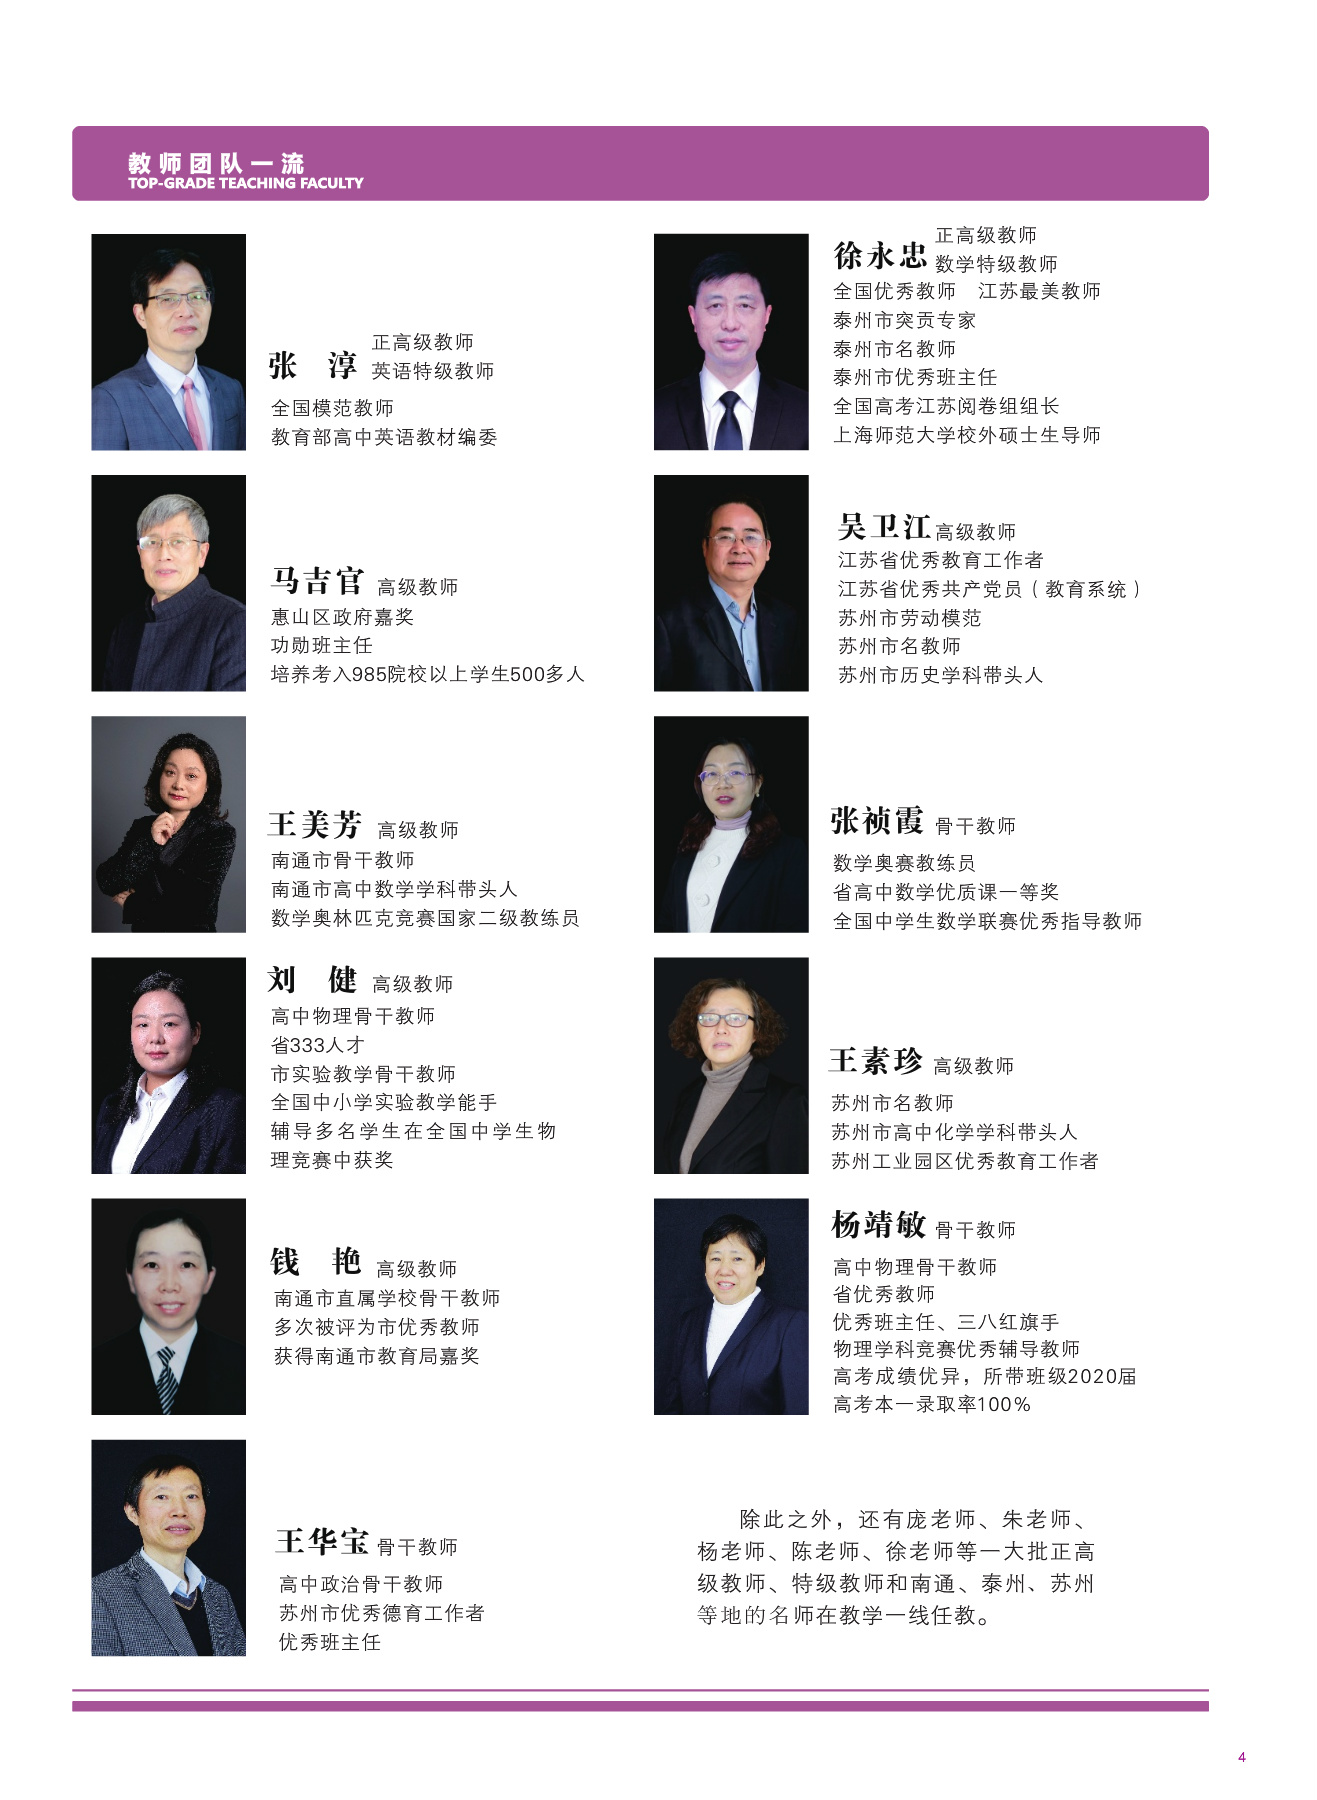 教师团队一流
TOP-GRADE TEACHING FACULTY
张 淳
正高级教师
英语特级教师
全国模范教师
教育部高中英语教材编委
徐永忠
正高级教师
数学特级教师
全国优秀教师 江苏最美教师
泰州市突贡专家
泰州市名教师
泰州市优秀班主任
全国高考江苏阅卷组组长
上海师范大学校外硕士生导师
马吉官 高级教师
惠山区政府嘉奖
功勋班主任
培养考入985院校以上学生500多人
吴卫江 高级教师
江苏省优秀教育工作者
江苏省优秀共产党员（教育系统）
苏州市劳动模范
苏州市名教师
苏州市历史学科带头人
王美芳 高级教师
南通市骨干教师
南通市高中数学学科带头人
数学奥林匹克竞赛国家二级教练员
张祯霞 骨干教师
数学奥赛教练员
省高中数学优质课一等奖
全国中学生数学联赛优秀指导教师
刘 健 高级教师
高中物理骨干教师
省333人才
市实验教学骨干教师
全国中小学实验教学能手
辅导多名学生在全国中学生物
理竞赛中获奖
王素珍 高级教师
苏州市名教师
苏州市高中化学学科带头人
苏州工业园区优秀教育工作者
钱 艳 高级教师
南通市直属学校骨干教师
多次被评为市优秀教师
获得南通市教育局嘉奖
杨靖敏 骨干教师
高中物理骨干教师
省优秀教师
优秀班主任、三八红旗手
物理学科竞赛优秀辅导教师
高考成绩优异，所带班级2020届
高考本一录取率100%
王华宝 骨干教师
高中政治骨干教师
苏州市优秀德育工作者
优秀班主任
除此之外，还有庞老师、朱老师、
杨老师、陈老师、徐老师等一大批正高
级教师、特级教师和南通、泰州、苏州
等地的名师在教学一线任教。
4